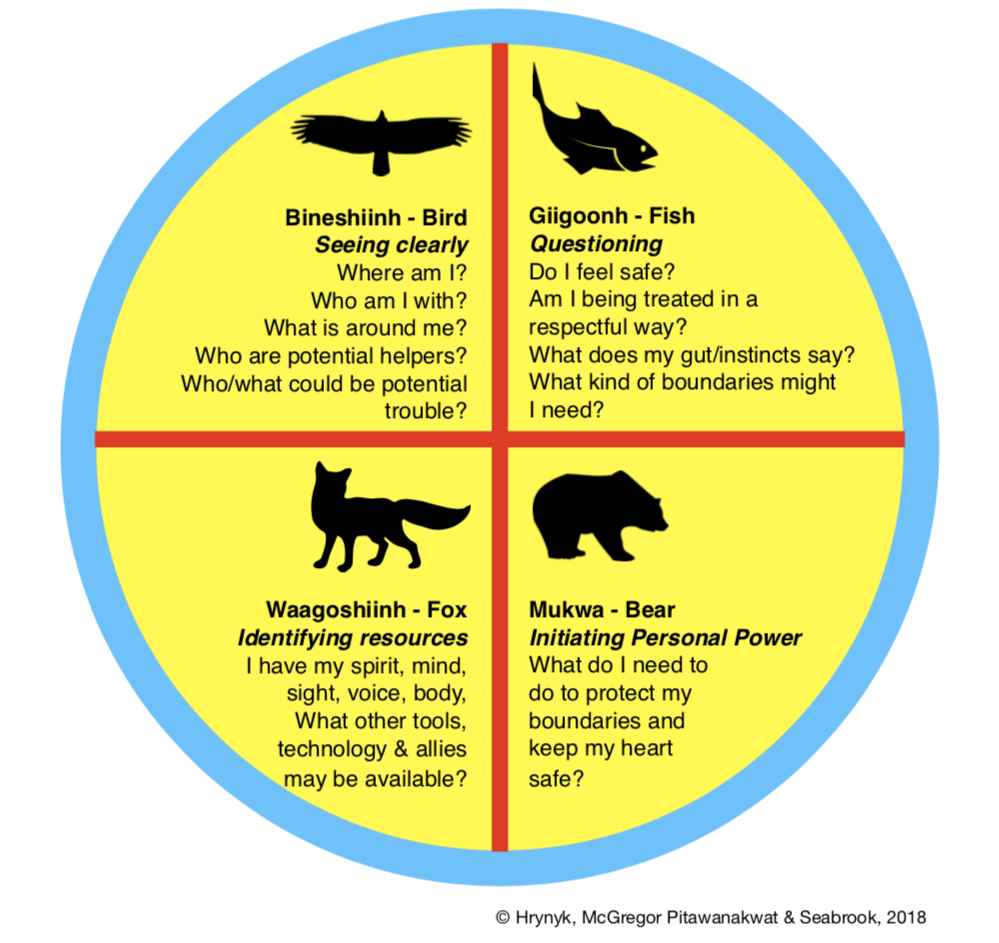 Bineshiinh - Bird
Seeing clearly
Where am I?
Who am I with?
What is around me?
Who are potential helpers?
Who/what could be potential
trouble?
Giigoonh - Fish
Questioning
Do I feel safe?
Am I being treated in a
respectful way?
What does my gut/instincts say?
What kind of boundaries might
I need?
Waagoshiinh - Fox
Identifying resources
I have my spirit, mind,
sight, voice, body,
What other tools,
technology & allies
may be available?
Mukwa - Bear
Initiating Personal Power
What do I need to
do to protect my
boundaries and
keep my heart
safe?
© Hrynyk, McGregor Pitawanakwat & Seabrook, 2018